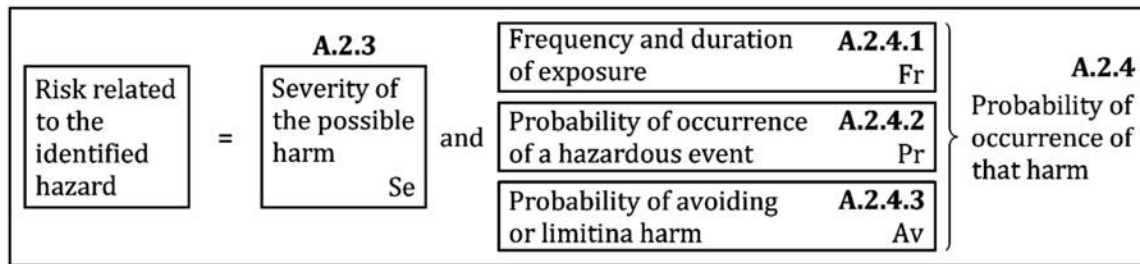 Risk related
to the
identified
hazard
=
A.2.3
Severity of
the possible
harm
Se
and
Frequency and duration A.2.4.1
of exposure Fr
Probability of occurrence A.2.4.2
of a hazardous event Pr
Probability of avoiding A.2.4.3
or limitina harm Av
A.2.4
Probability of
occurrence of
that harm